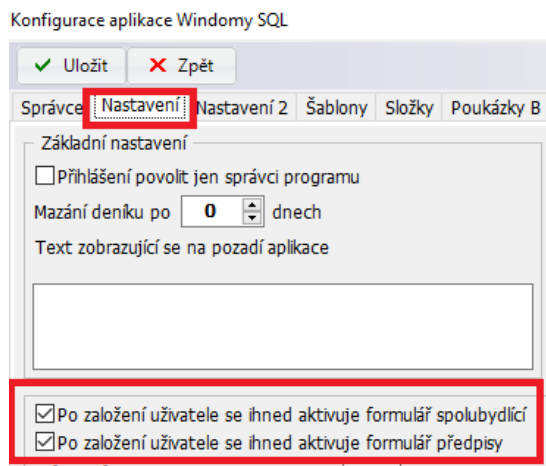 Konfigurace aplikace Windomy SQL
Uložit Zpět
Správce Nastavení Nastavení 2 Šablony Složky Poukázky B
Základní nastavení
Přihlášení povolit jen správci programu
Mazání deníku po 0 dnech
Text zobrazující se na pozadí aplikace
Po založení uživatele se ihned aktivuje formulář spolubydlící
Po založení uživatele se ihned aktivuje formulář předpisy